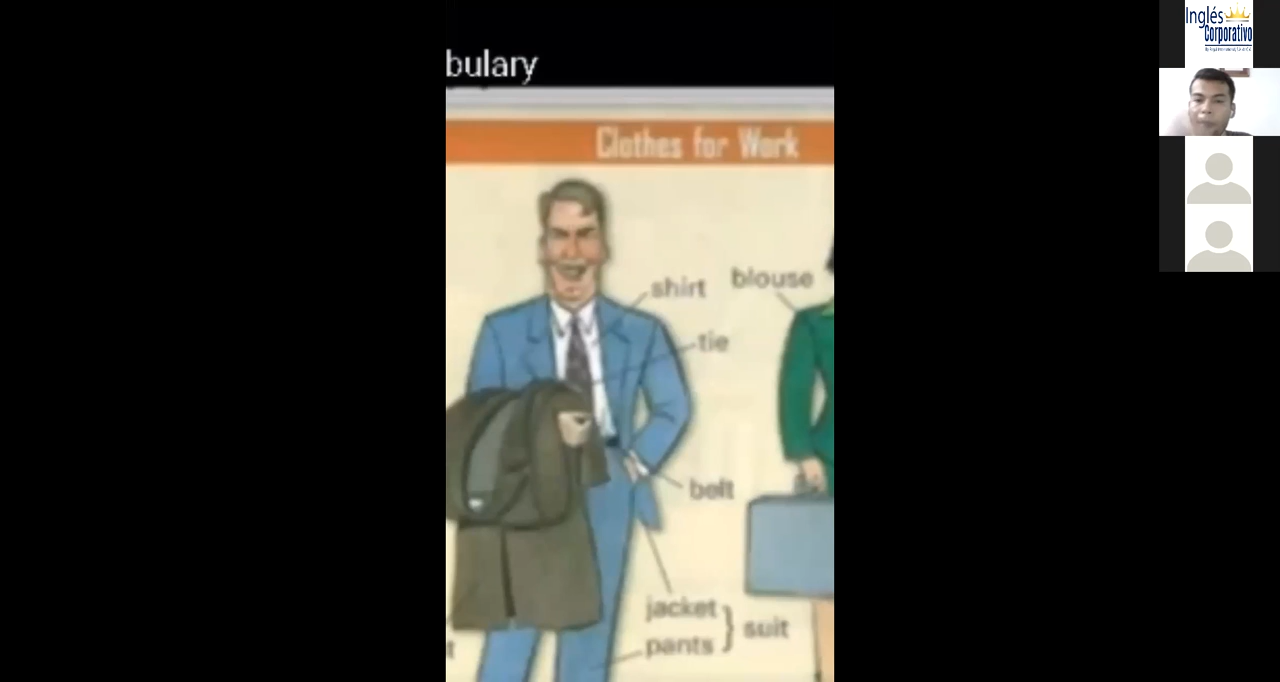 Inglés
Corporativo
bulary
Clothes for Work
shirt
blouse
tie
belt
jacket
pants
suit
t